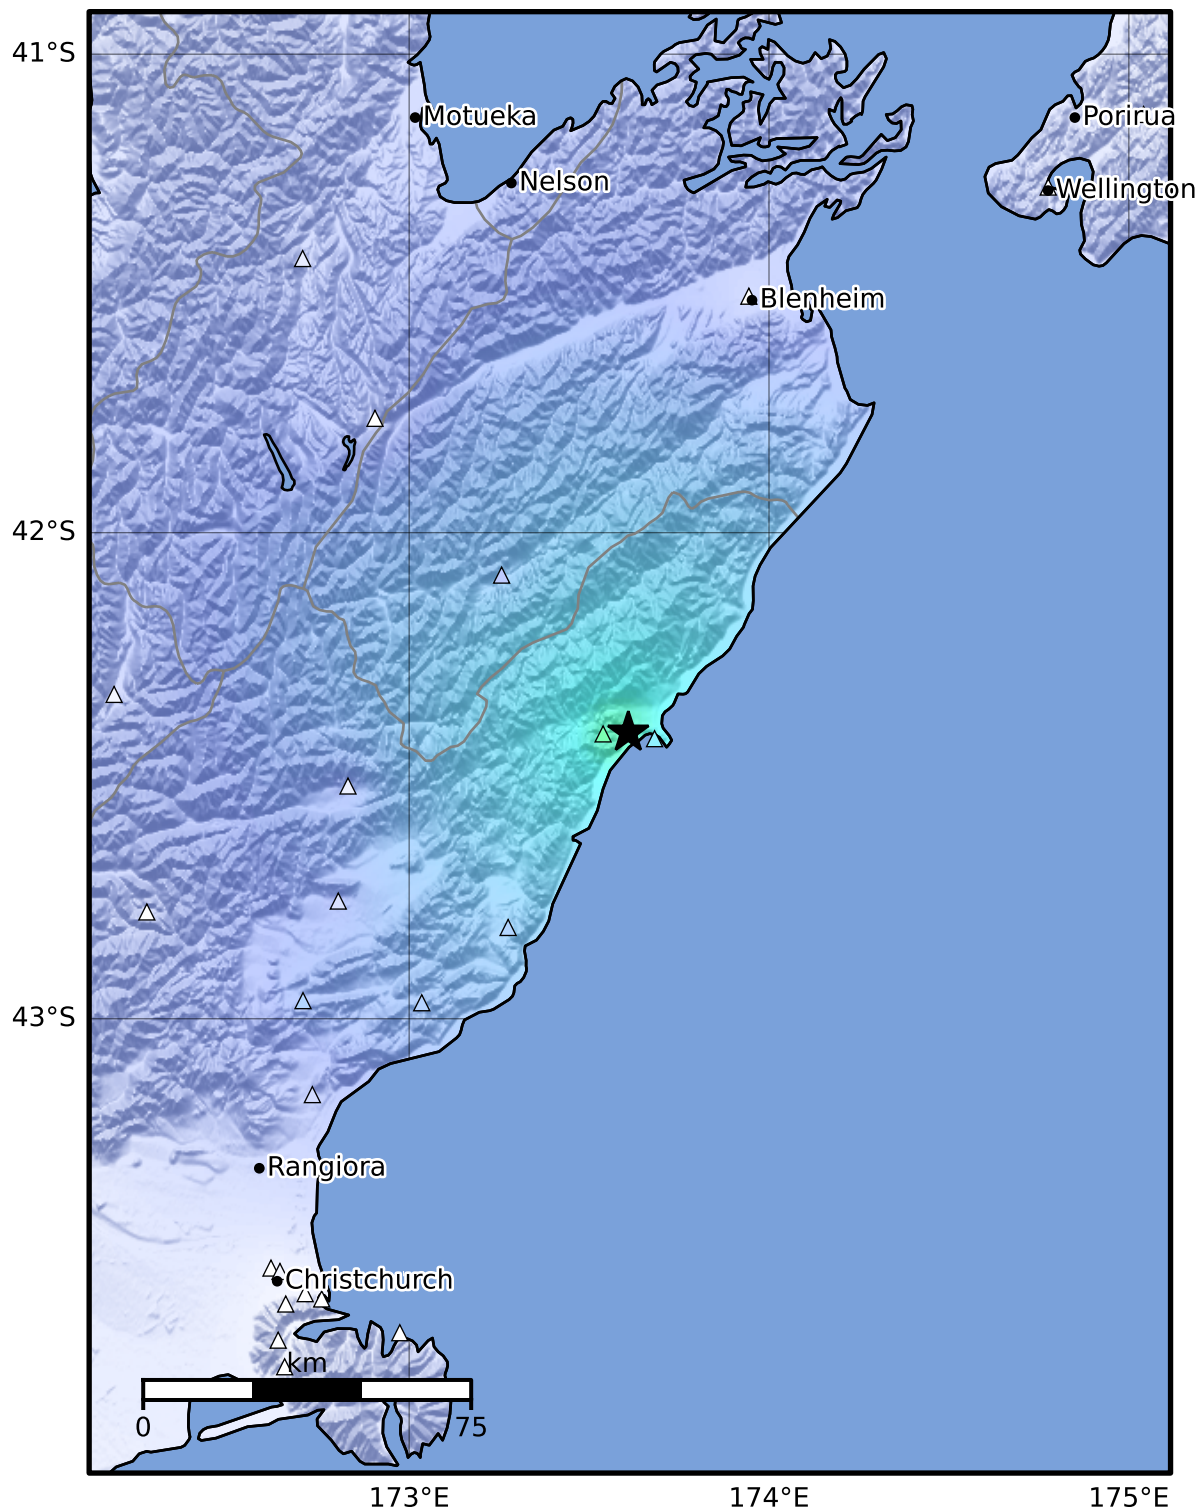 41°S
Motueka
Porirua
Nelson
Wellington
Blenheim
42°S
43°S
Rangiora
Christchurch
km
0
75
173°E
174°E
175°E